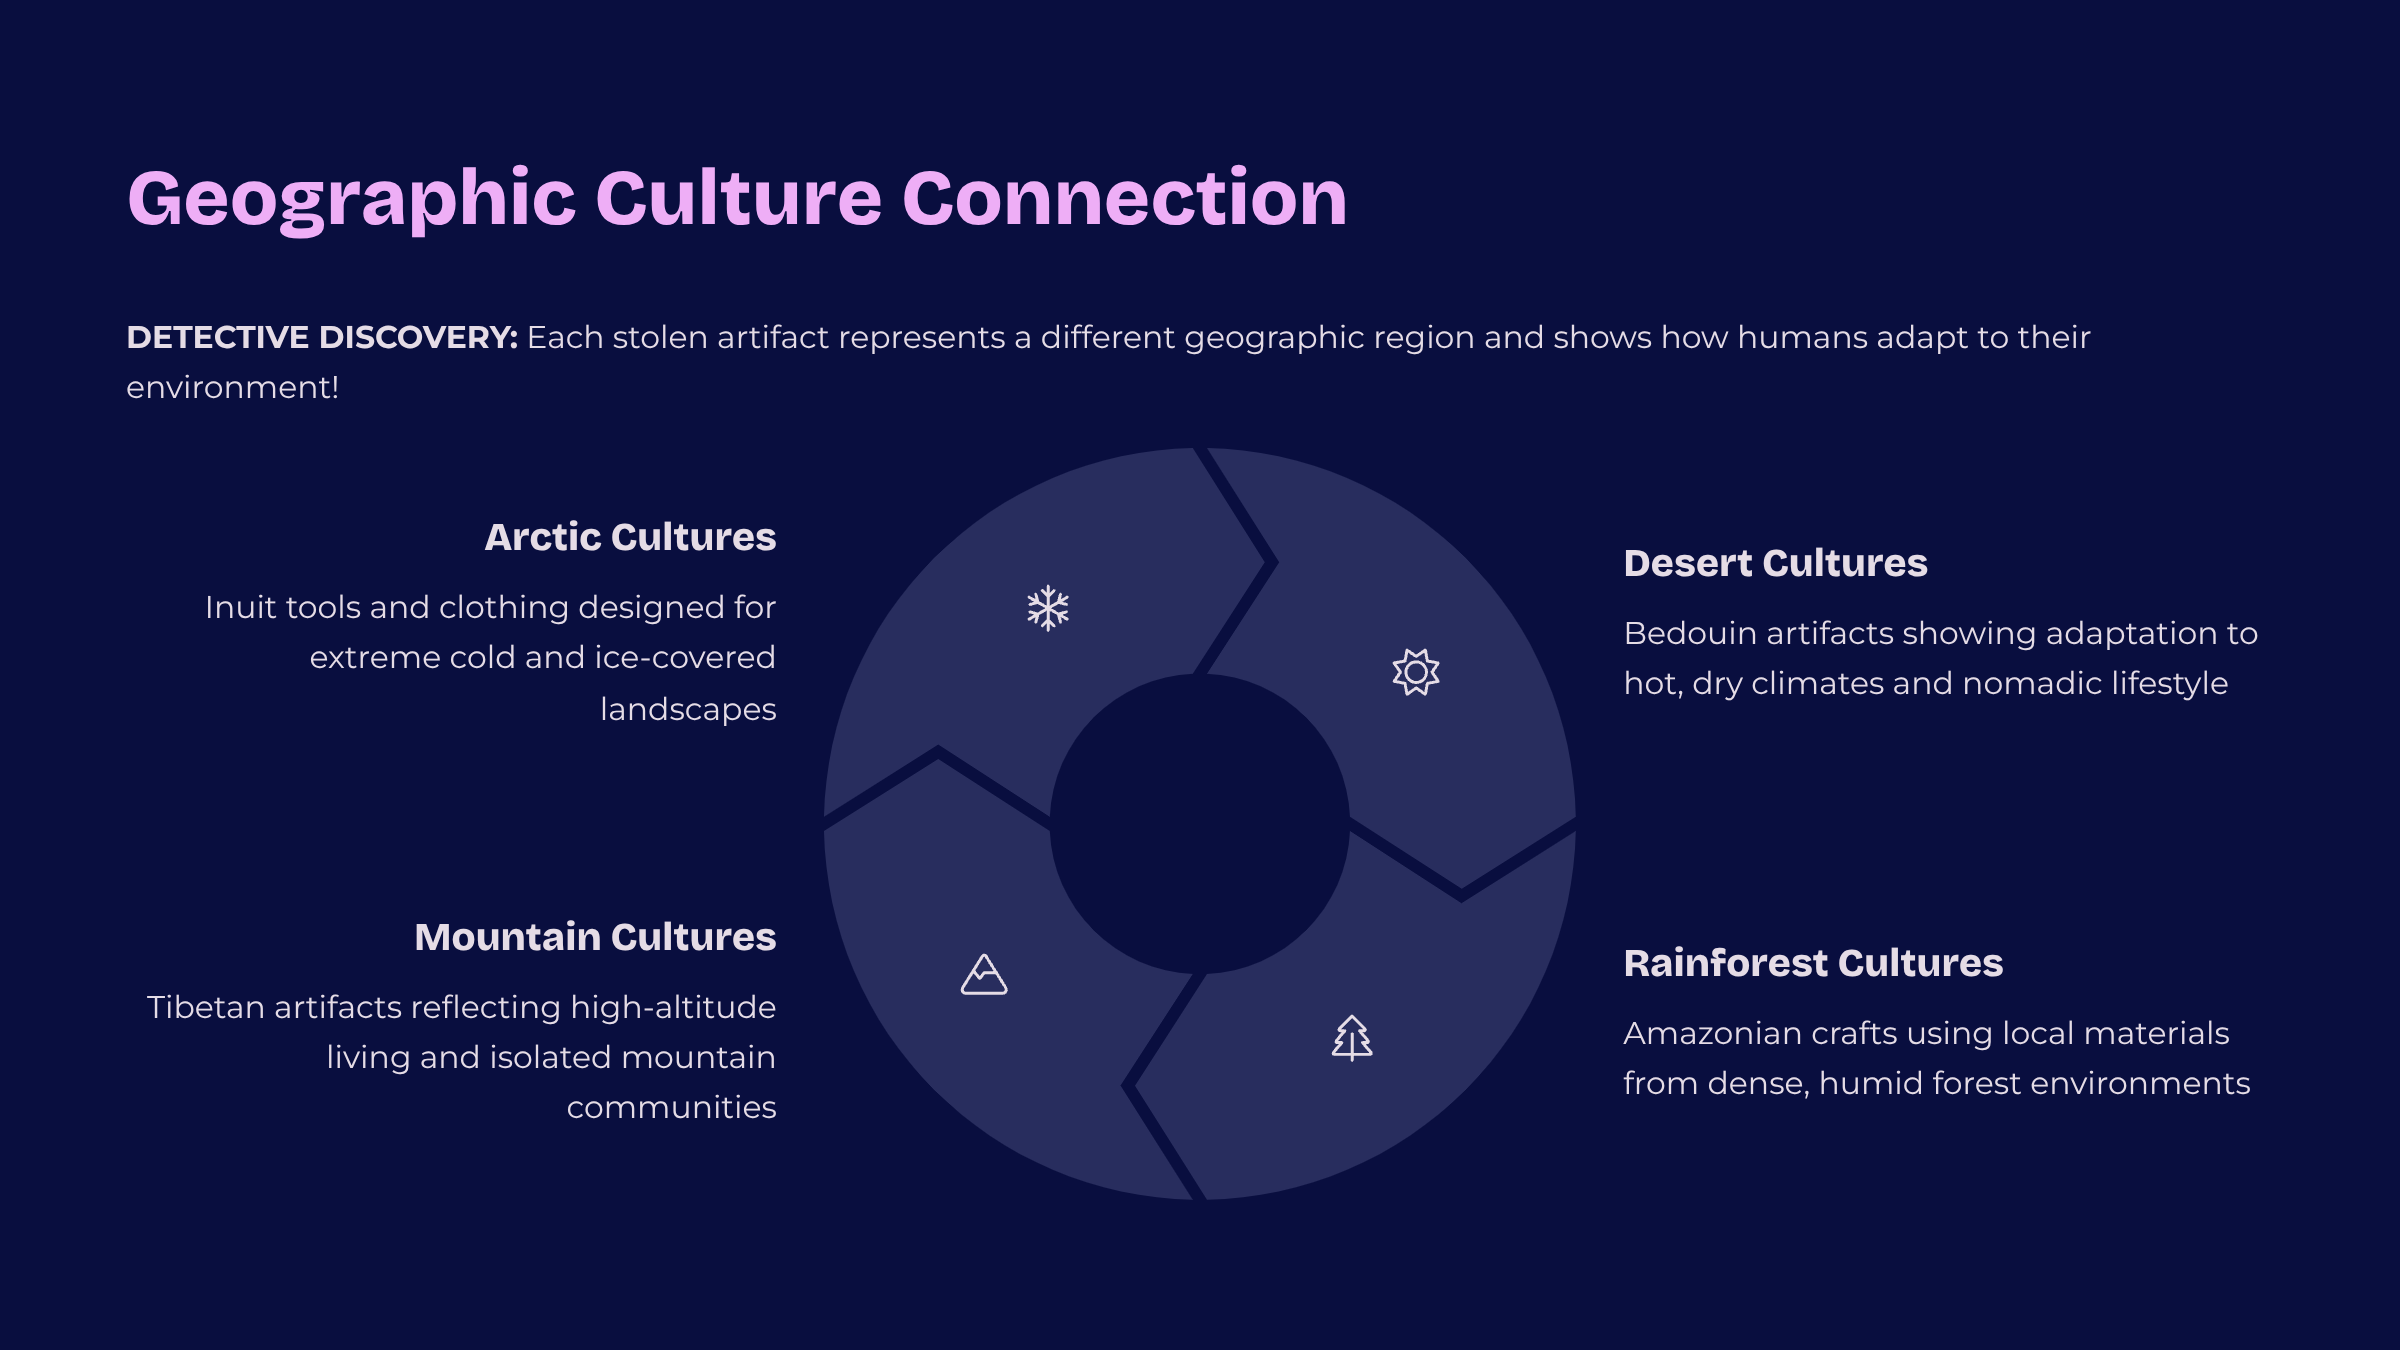 Geographic Culture Connection
DETECTIVE DISCOVERY: Each stolen artifact represents a different geographic region and shows how humans adapt to their
environment!
Arctic Cultures
Inuit tools and clothing designed for
extreme cold and ice-covered
landscapes
Desert Cultures
Bedouin artifacts showing adaptation to
hot, dry climates and nomadic lifestyle
Mountain Cultures
Tibetan artifacts reflecting high-altitude
living and isolated mountain
communities
Rainforest Cultures
Amazonian crafts using local materials
from dense, humid forest environments